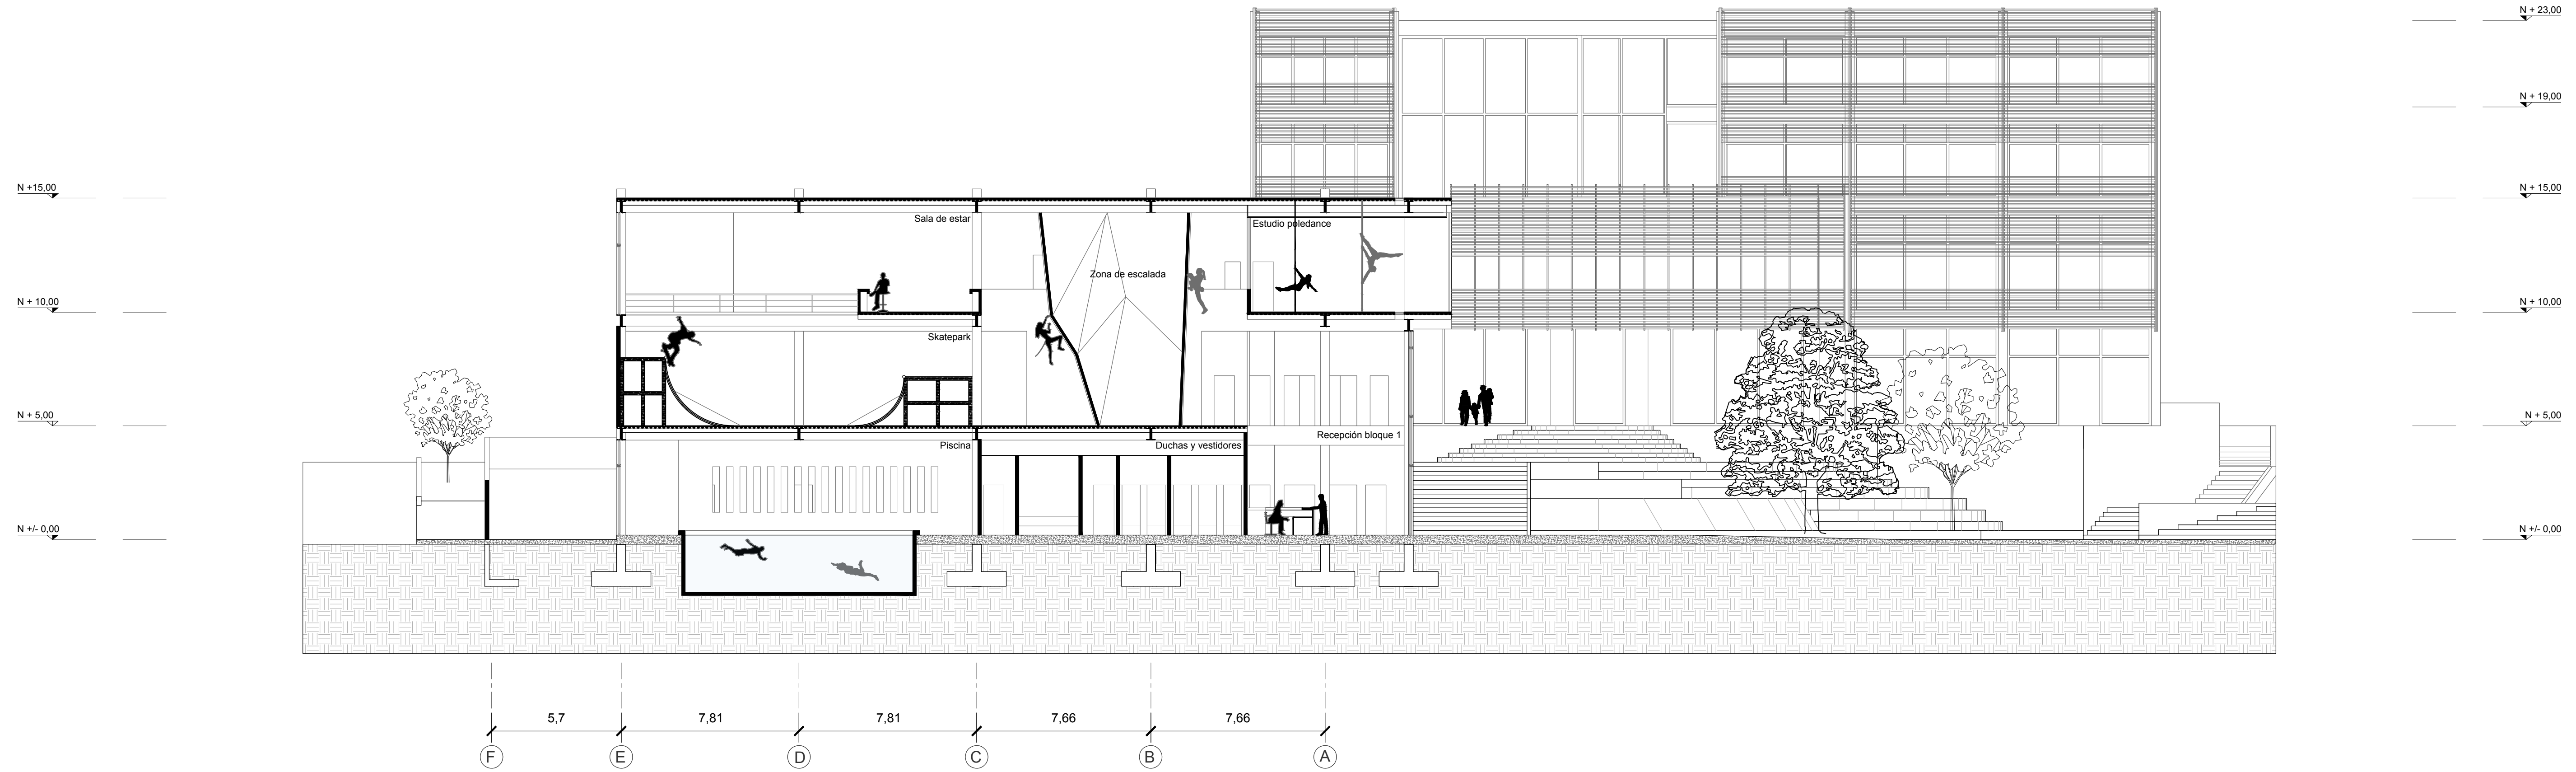 N + 23,00
N + 19,00
N +15,00
N + 15,00
Sala de estar
Estudio poledance
Zona de escalada
N + 10,00
N + 10,00
Skatepark
N + 5,00
N + 5,00
Piscina
Duchas y vestidores
Recepción bloque 1
N +/- 0,00
N +/- 0,00
5,7
7,81
7,81
7,66
7,66
F
E
D
C
B
A